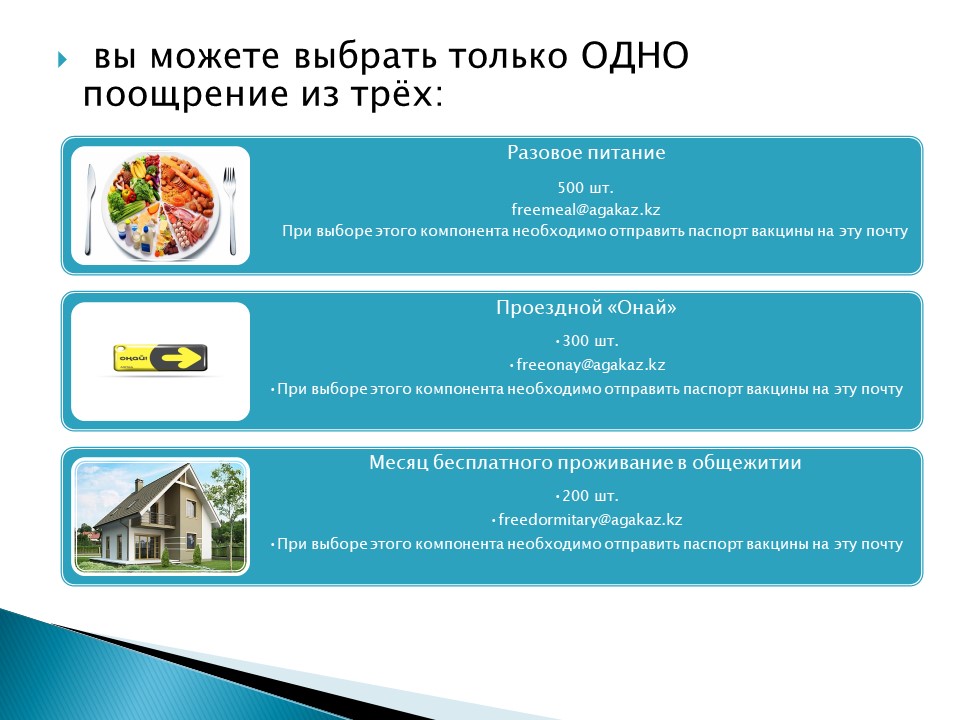 вы можете выбрать только ОДНО
поощрение из трёх:
Разовое питание
500 шт.
freemeal@agakaz.kz
При выборе этого компонента необходимо отправить паспорт вакцины на эту почту
Проездной «Онай»
•300 шт.
•freeonay@agakaz.kz
•При выборе этого компонента необходимо отправить паспорт вакцины на эту почту
ОҢАЙ!
Месяц бесплатного проживание в общежитии
•200 шт.
•freedormitary@agakaz.kz
•При выборе этого компонента необходимо отправить паспорт вакцины на эту почту